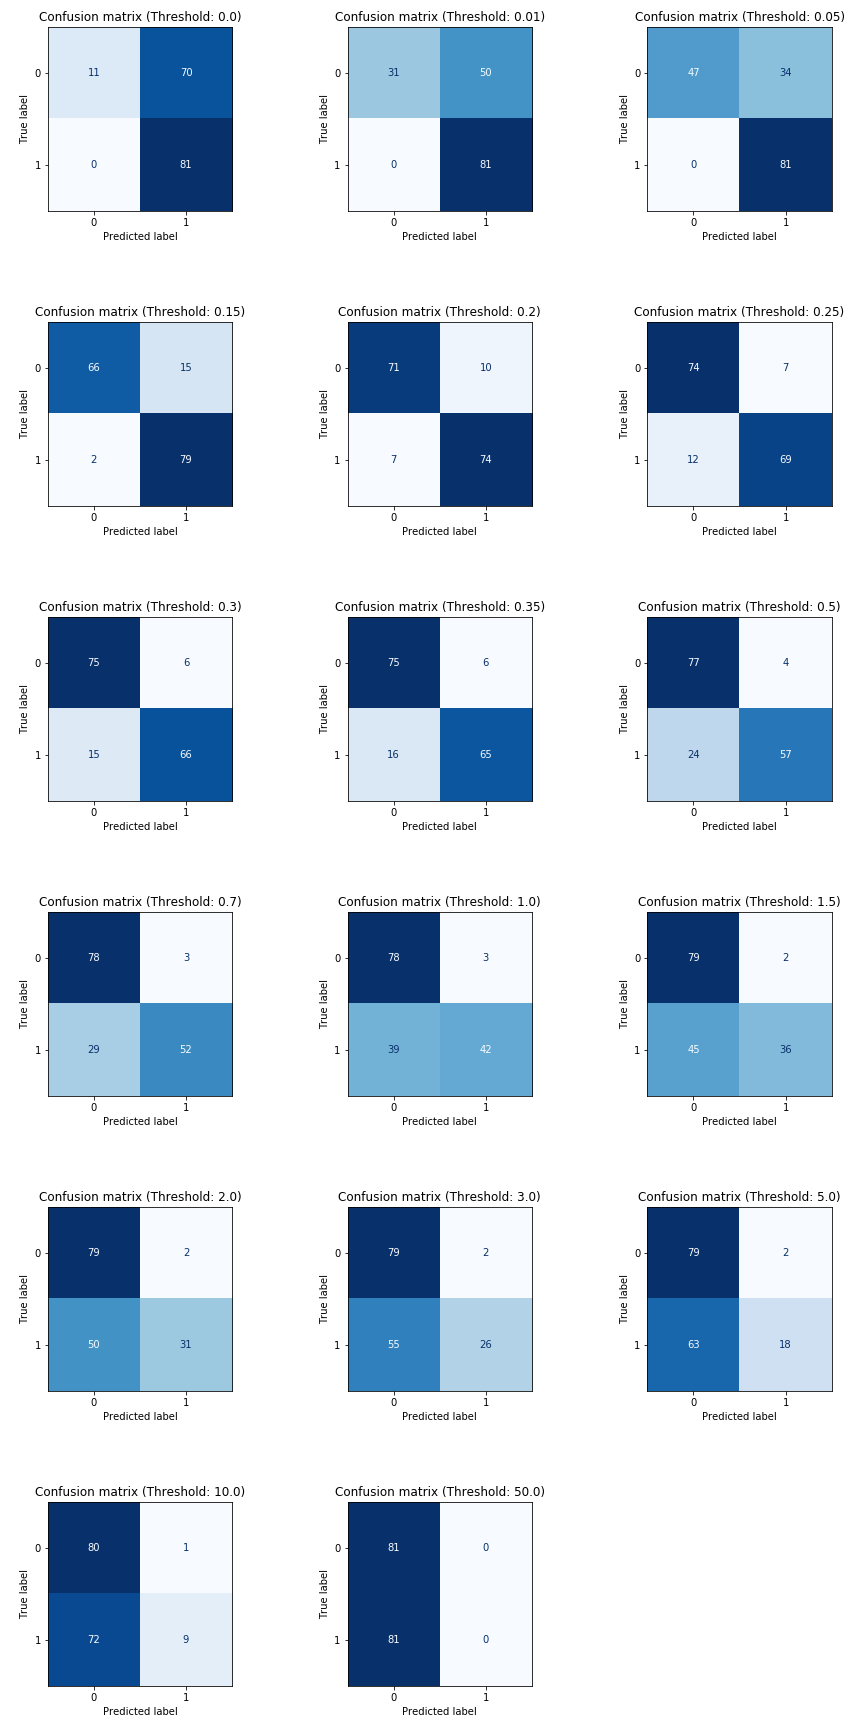 Confusion matrix (Threshold: 0.0)
0
11
70
True label
1
0
81
0
1
Predicted label
Confusion matrix (Threshold: 0.01)
0
31
50
True label
1
0
81
0
1
Predicted label
Confusion matrix (Threshold: 0.05)
0
47
34
True label
1
0
81
0
1
Predicted label
Confusion matrix (Threshold: 0.15)
0
66
15
True label
1
2
79
0
1
Predicted label
Confusion matrix (Threshold: 0.2)
0
71
10
True label
1
7
74
0
1
Predicted label
Confusion matrix (Threshold: 0.25)
0
74
7
True label
1
12
69
0
1
Predicted label
Confusion matrix (Threshold: 0.3)
0
75
6
True label
1
15
66
0
1
Predicted label
Confusion matrix (Threshold: 0.35)
0
75
6
True label
1
16
65
0
1
Predicted label
Confusion matrix (Threshold: 0.5)
0
77
4
True label
1
24
57
0
1
Predicted label
Confusion matrix (Threshold: 0.7)
0
78
3
True label
1
29
52
0
1
Predicted label
Confusion matrix (Threshold: 1.0)
0
78
3
True label
1
39
42
0
1
Predicted label
Confusion matrix (Threshold: 1.5)
0
79
2
True label
1
45
36
0
1
Predicted label
Confusion matrix (Threshold: 2.0)
0
79
2
True label
1
50
31
0
1
Predicted label
Confusion matrix (Threshold: 3.0)
0
79
2
True label
1
55
26
0
1
Predicted label
Confusion matrix (Threshold: 5.0)
0
79
2
True label
1
63
18
0
1
Predicted label
Confusion matrix (Threshold: 10.0)
0
80
1
True label
1
72
9
0
1
Predicted label
Confusion matrix (Threshold: 50.0)
0
81
0
True label
1
81
0
0
1
Predicted label